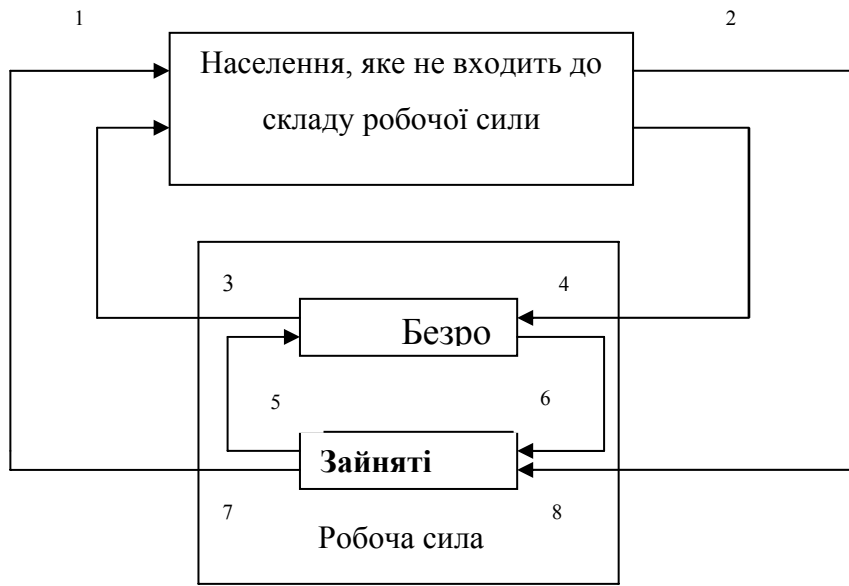 1
2
Населення, яке не входить до
складу робочої сили
3
4
Безро
5
6
Зайняті
7
8
Робоча сила